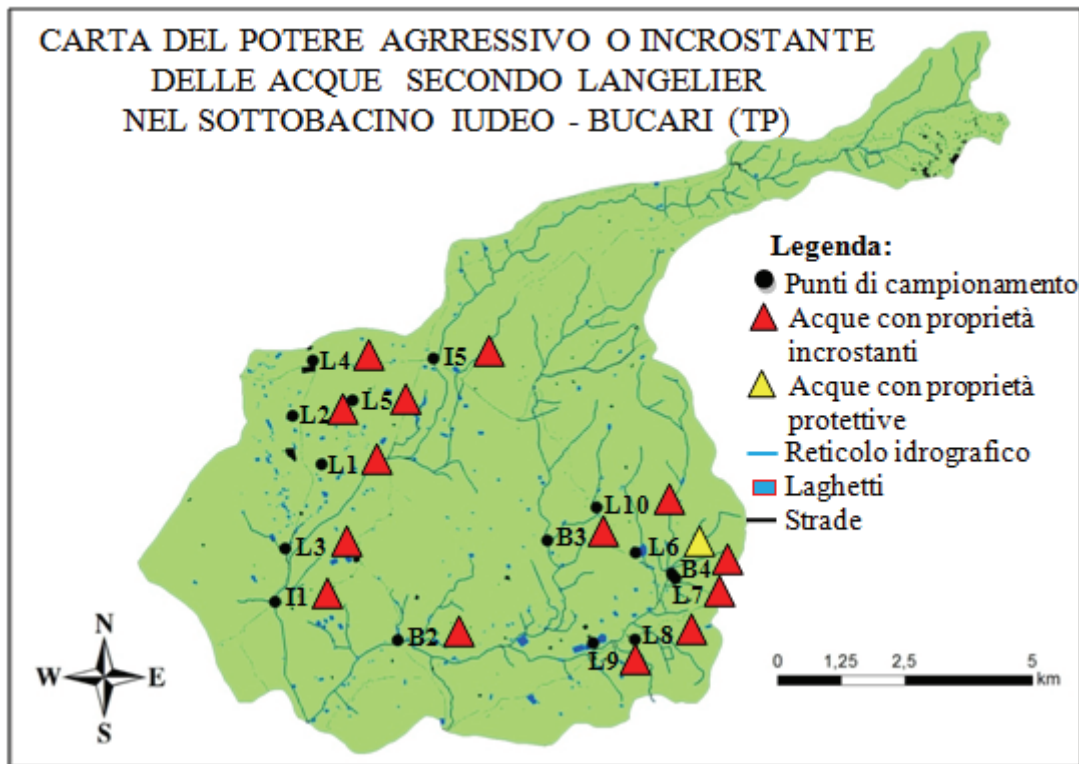 CARTA DEL POTERE AGRRESSIVO O INCROSTANTE
DELLE ACQUE SECONDO LANGELIER
NEL SOTTOBACINO IUDEO - BUCARI (TP)
Legenda:
Punti di campionamento
Acque con proprietà
incrostanti
Acque con proprietà
protettive
Reticolo idrografico
Laghetti
Strade
L4
I5
L5
L2
L1
L10
B3
L3
L6
B4
L7
I1
B2
L8
L9
N
W
E
S
0 1,25 2,5 5
km